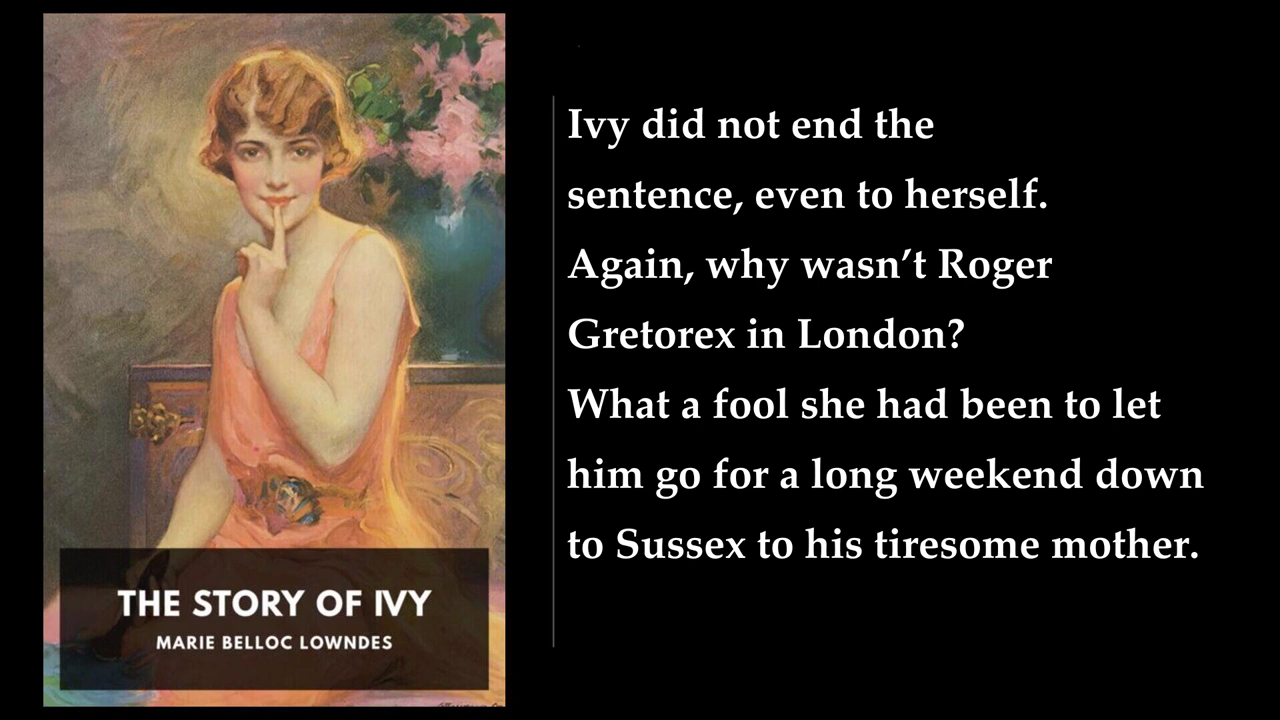 THE STORY OF IVY
MARIE BELLOC LOWNDES
Ivy did not end the
sentence, even to herself.
Again, why wasn’t Roger
Gretorex in London?
What a fool she had been to let
him go for a long weekend down
to Sussex to his tiresome mother.